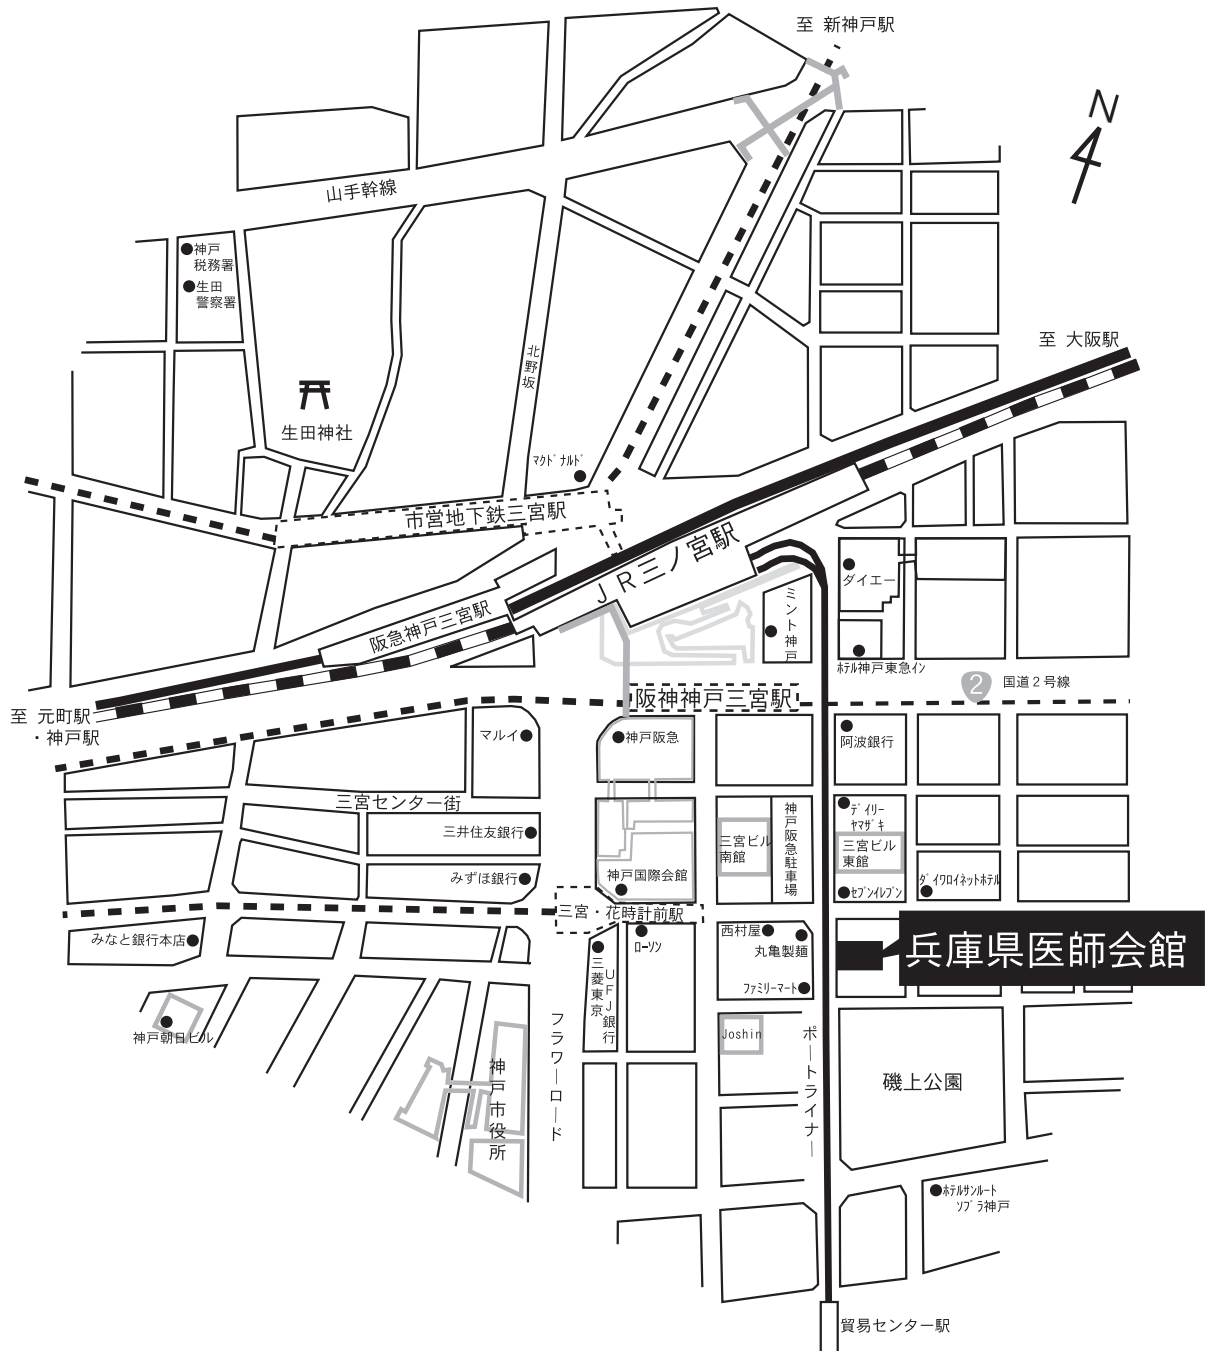 至 新神戸駅
N
山手幹線
神戸
税務署
生田
警察署
北野坂
至 大阪駅
生田神社
マクドナルド
市営地下鉄三宮駅
JR三ノ宮駅
ダイエー
ミント神戸
阪急神戸三宮駅
ホテル神戸東急イン
阪神神戸三宮駅
2
国道2号線
至 元町駅
・神戸駅
マルイ
神戸阪急
阿波銀行
三宮センター街
三井住友銀行
みずほ銀行
神戸国際会館
三宮ビル
南館
神戸阪急駐車場
デイリー
ヤマザキ
三宮ビル
東館
セブンイレブン
ダイワロイネットホテル
三宮・花時計前駅
みなと銀行本店
三菱東京
UFJ銀行
ローソン
西村屋
丸亀製麺
ファミリーマート
兵庫県医師会館
神戸朝日ビル
神戸市役所
フラワーロード
Joshin
ポートライナー
磯上公園
ホテルサンルート
ソプラ神戸
貿易センター駅